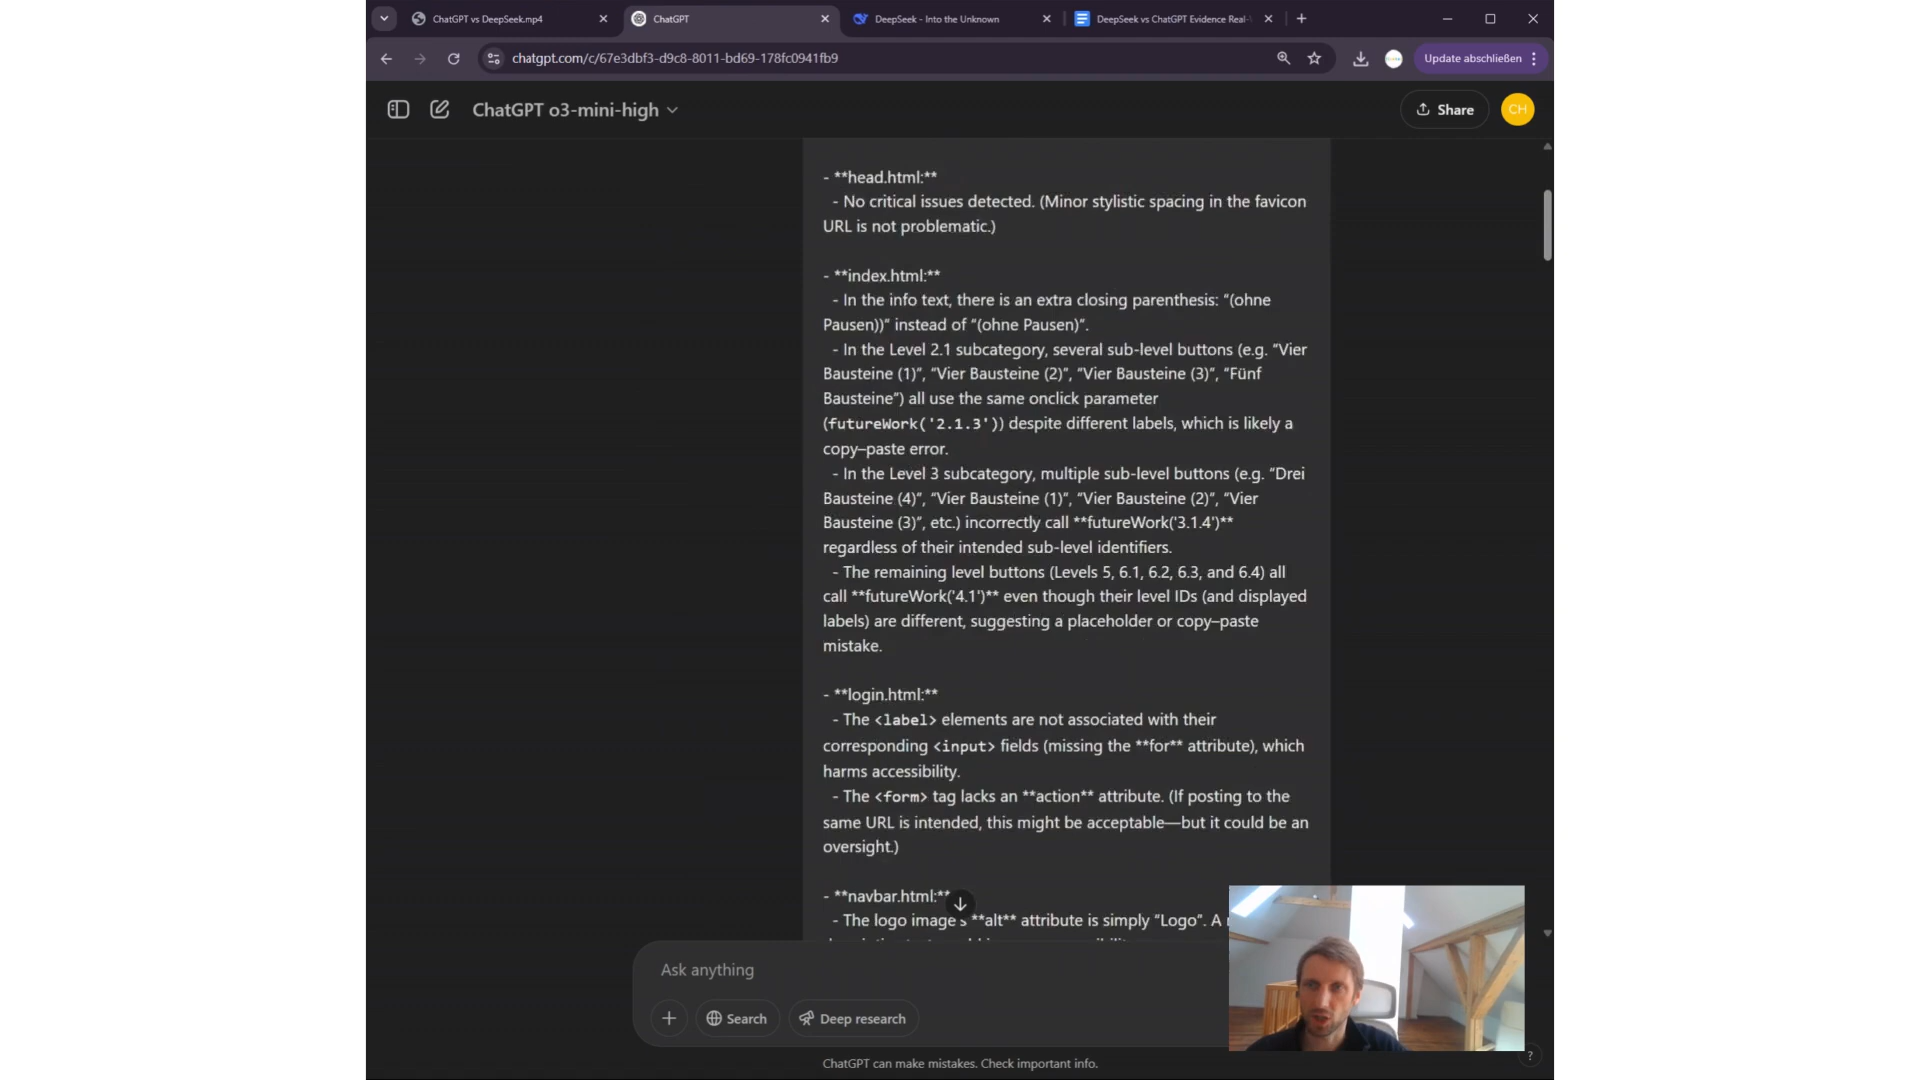 ChatGPT vs DeepSeek.mp4
ChatGPT
DeepSeek - Into the Unknown
DeepSeek vs ChatGPT Evidence Real-
chatgpt.com/c/67e3dbf3-d9c8-8011-bd69-178fc0941fb9
Update abschließen
ChatGPT o3-mini-high
Share
CH
- **head.html:**
- No critical issues detected. (Minor stylistic spacing in the favicon
URL is not problematic.)
- **index.html:**
- In the info text, there is an extra closing parenthesis: “(ohne
Pausen))“ instead of “(ohne Pausen)”.
- In the Level 2.1 subcategory, several sub-level buttons (e.g. “Vier
Bausteine (1)”, “Vier Bausteine (2)”, “Vier Bausteine (3)”, “Fünf
Bausteine”) all use the same onclick parameter
(futureWork('2.1.3')) despite different labels, which is likely a
copy–paste error.
- In the Level 3 subcategory, multiple sub-level buttons (e.g. “Drei
Bausteine (4)”, “Vier Bausteine (1)”, “Vier Bausteine (2)”, “Vier
Bausteine (3)”, etc.) incorrectly call **futureWork('3.1.4')**
regardless of their intended sub-level identifiers.
- The remaining level buttons (Levels 5, 6.1, 6.2, 6.3, and 6.4) all
call **futureWork('4.1')** even though their level IDs (and displayed
labels) are different, suggesting a placeholder or copy–paste
mistake.
- **login.html:**
- The <label> elements are not associated with their
corresponding <input> fields (missing the **for** attribute), which
harms accessibility.
- The <form> tag lacks an **action** attribute. (If posting to the
same URL is intended, this might be acceptable—but it could be an
oversight.)
- **navbar.html:**
- The logo image's **alt** attribute is simply “Logo”. A
Ask anything
Search
Deep research
ChatGPT can make mistakes. Check important info.
?